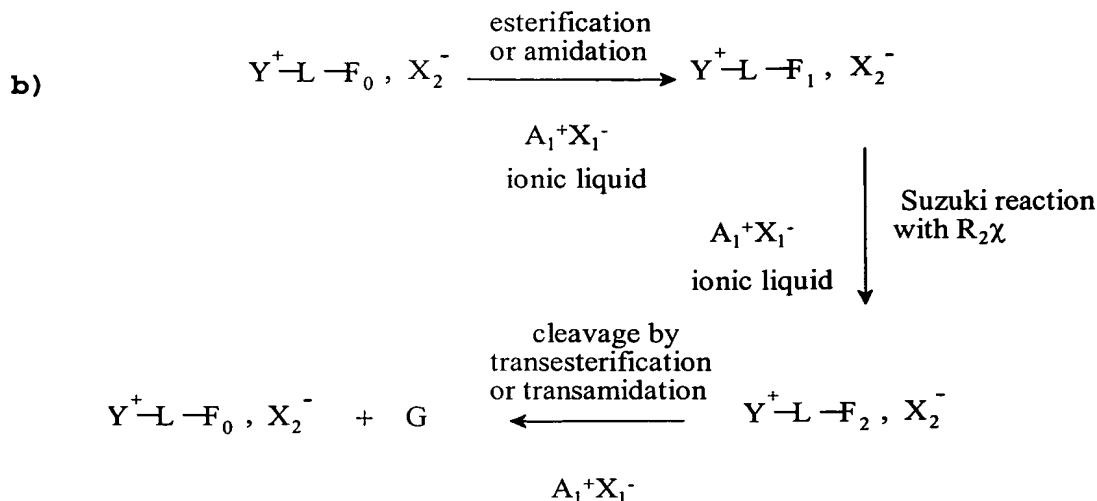 esterification
or amidation
b) Y⁺–L–F₀ , X₂⁻ Y⁺–L–F₁ , X₂⁻
A₁⁺X₁⁻
ionic liquid
Suzuki reaction
with R₂χ
A₁⁺X₁⁻
ionic liquid
cleavage by
transesterification
or transamidation
Y⁺–L–F₀ , X₂⁻ + G Y⁺–L–F₂ , X₂⁻
A₁⁺X₁⁻